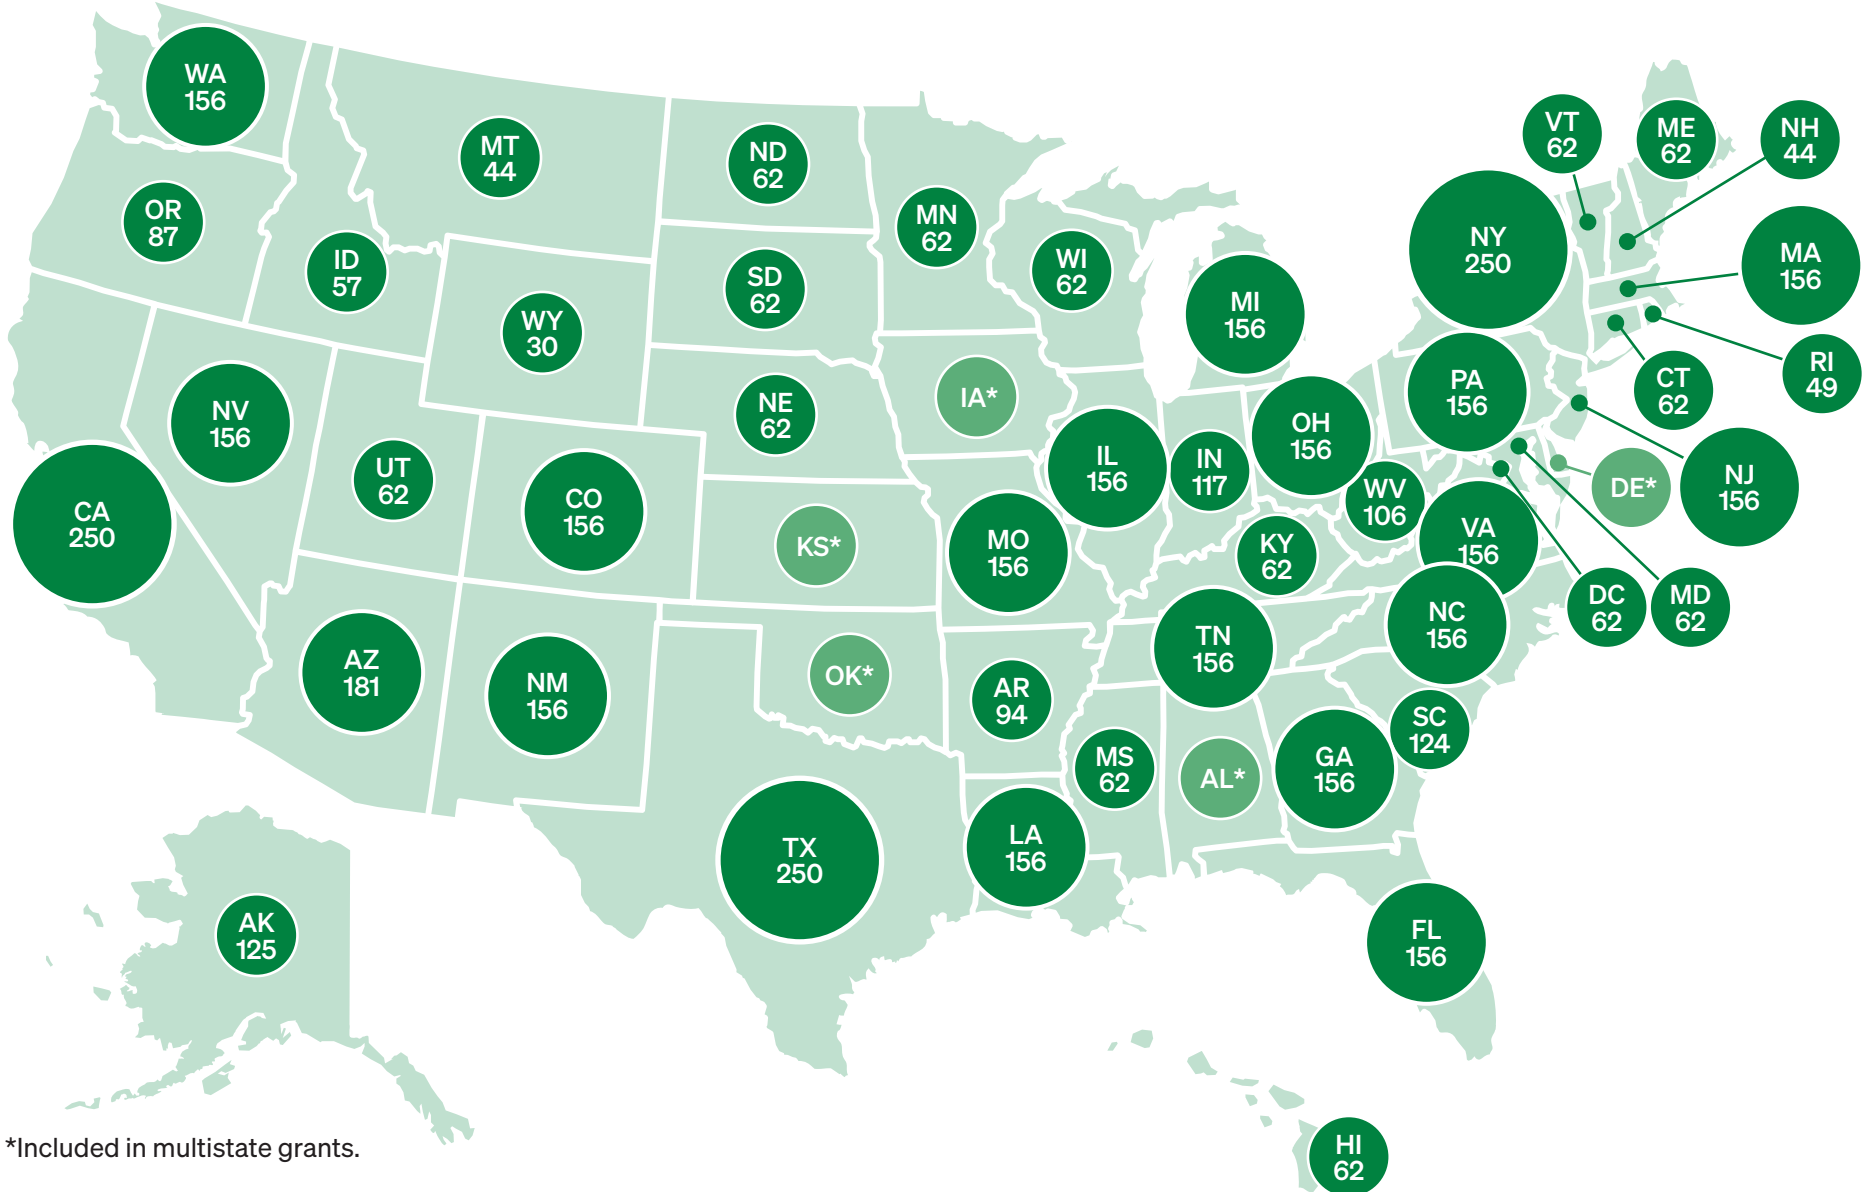 WA
156
MT
44
ND
62
MN
62
VT
62
ME
62
NH
44
OR
87
ID
57
WY
30
SD
62
WI
62
MI
156
NY
250
MA
156
RI
49
CT
62
NV
156
UT
62
CO
156
NE
62
IA*
IL
156
IN
117
OH
156
PA
156
NJ
156
DE*
WV
106
VA
156
CA
250
KS*
MO
156
KY
62
DC
62
MD
62
AZ
181
NM
156
OK*
AR
94
TN
156
NC
156
SC
124
MS
62
AL*
GA
156
TX
250
LA
156
AK
125
FL
156
HI
62
*Included in multistate grants.